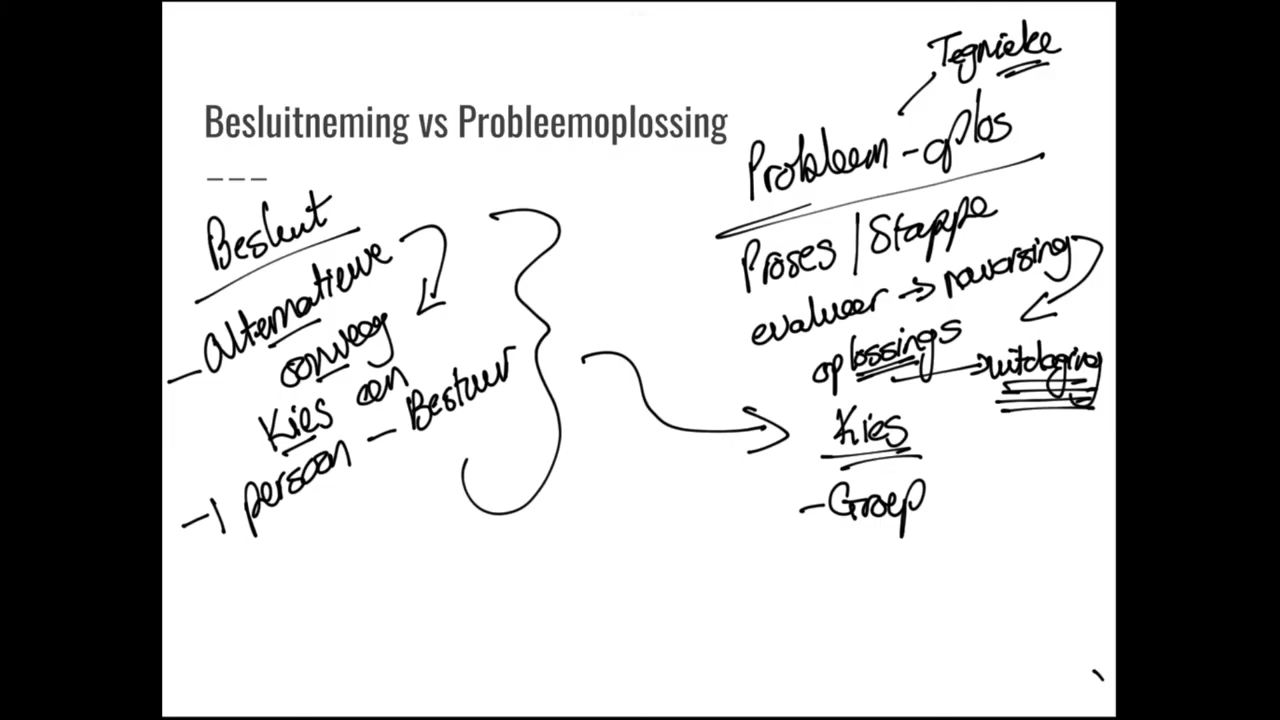 Besluitneming vs Probleemoplossing
Besluit
- alternatiewe
oorweeg
Kies een
- 1 persoon - Bestuur
Tegnieke
Probleem - oplos
Proses / Stappe
evalueer → navorsing
oplossings → uitdaging
Kies
- Groep